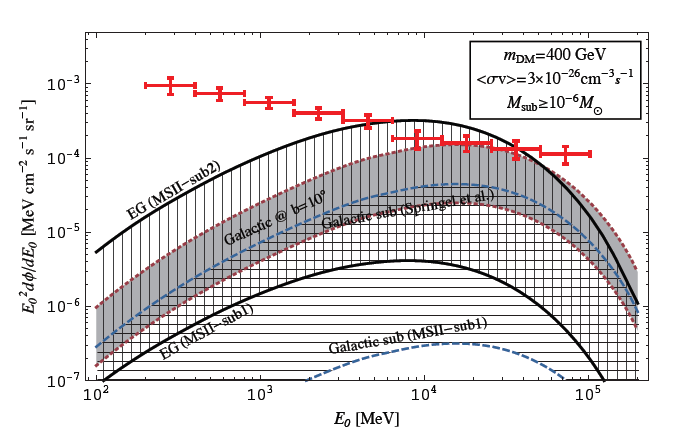 m_DM=400 GeV
<σv>=3×10^−26 cm^−3 s^−1
M_sub≥10^−6 M_⊙
10^−3
10^−4
10^−5
10^−6
10^−7
E_0^2 dϕ/dE_0 [MeV cm^−2 s^−1 sr^−1]
EG (MSII−sub2)
Galactic @ b=10°
Galactic sub (Springel et al.)
EG (MSII−sub1)
Galactic sub (MSII−sub1)
10^2
10^3
10^4
10^5
E_0 [MeV]